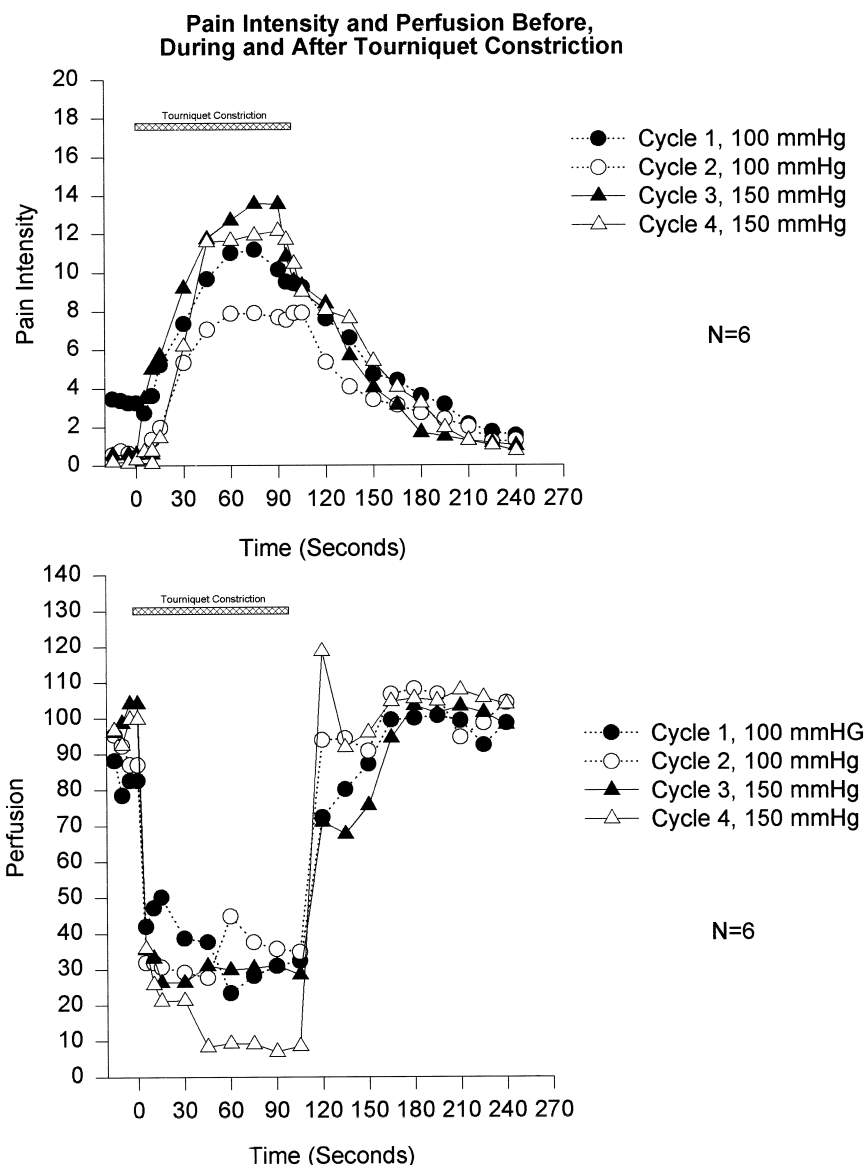 Pain Intensity and Perfusion Before,
During and After Tourniquet Constriction
20
18
16
14
12
10
8
6
4
2
0
Pain Intensity
Tourniquet Constriction
Cycle 1, 100 mmHg
Cycle 2, 100 mmHg
Cycle 3, 150 mmHg
Cycle 4, 150 mmHg
N=6
0 30 60 90 120 150 180 210 240 270
Time (Seconds)
140
130
120
110
100
90
80
70
60
50
40
30
20
10
0
Perfusion
Tourniquet Constriction
Cycle 1, 100 mmHG
Cycle 2, 100 mmHg
Cycle 3, 150 mmHg
Cycle 4, 150 mmHg
N=6
0 30 60 90 120 150 180 210 240 270
Time (Seconds)